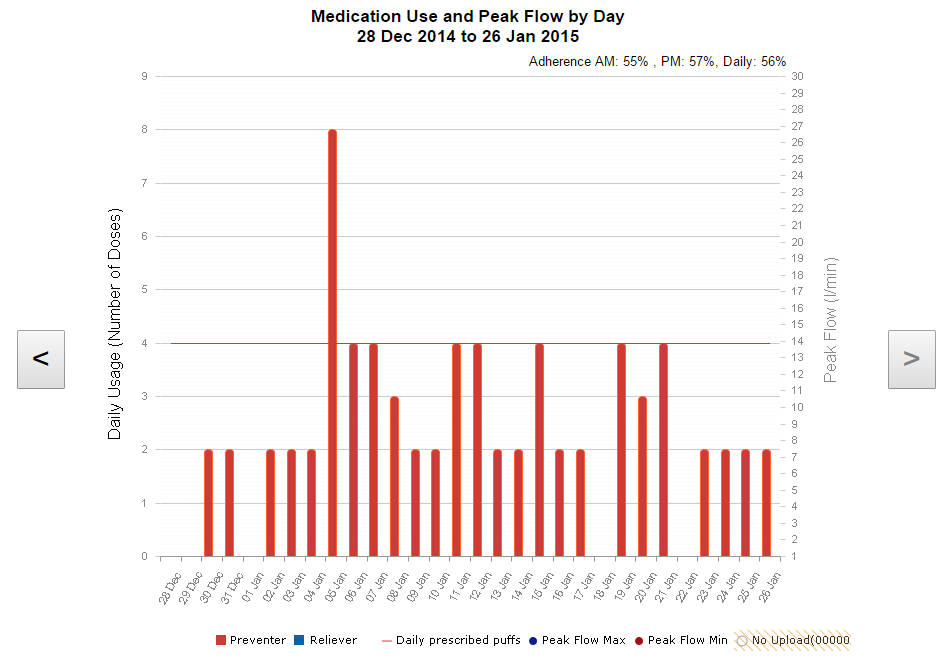 Medication Use and Peak Flow by Day
28 Dec 2014 to 26 Jan 2015
Adherence AM: 55% , PM: 57%, Daily: 56%
9
8
7
6
5
4
3
2
1
0
Daily Usage (Number of Doses)
30
29
28
27
26
25
24
23
22
21
20
19
18
17
16
15
14
13
12
11
10
9
8
7
6
5
4
3
2
1
Peak Flow (l/min)
<
>
28 Dec
29 Dec
30 Dec
31 Dec
01 Jan
02 Jan
03 Jan
04 Jan
05 Jan
06 Jan
07 Jan
08 Jan
09 Jan
10 Jan
11 Jan
12 Jan
13 Jan
14 Jan
15 Jan
16 Jan
17 Jan
18 Jan
19 Jan
20 Jan
21 Jan
22 Jan
23 Jan
24 Jan
25 Jan
26 Jan
Preventer Reliever Daily prescribed puffs Peak Flow Max Peak Flow Min No Upload(00000